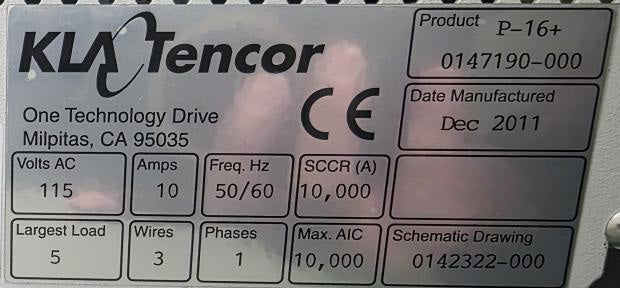 KLA Tencor
Product P-16+
0147190-000
One Technology Drive
Milpitas, CA 95035
CE
Date Manufactured
Dec 2011
Volts AC
115
Amps
10
Freq. Hz
50/60
SCCR (A)
10,000
Largest Load
5
Wires
3
Phases
1
Max. AIC
10,000
Schematic Drawing
0142322-000